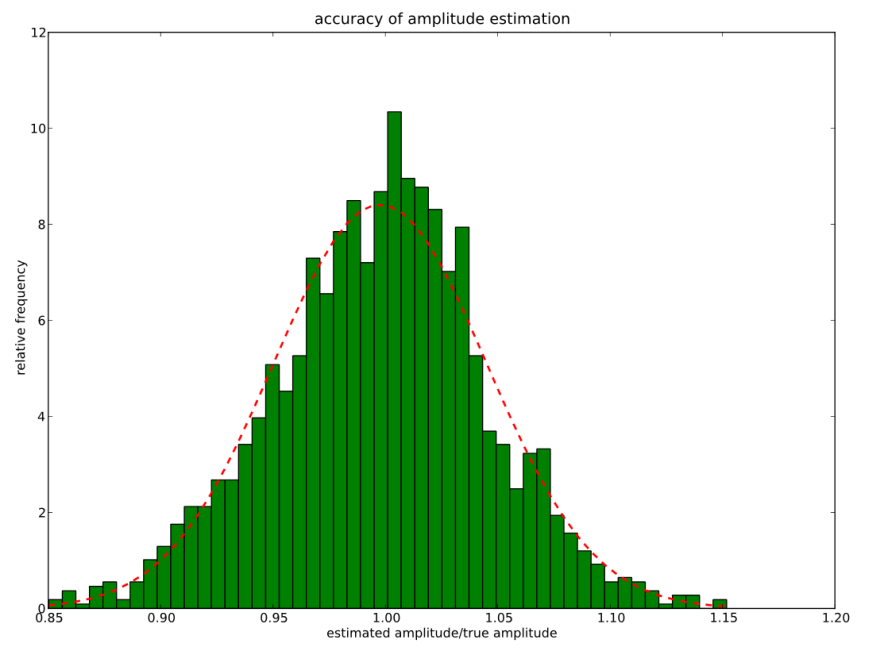 accuracy of amplitude estimation
12
10
8
6
4
2
0
relative frequency
0.85 0.90 0.95 1.00 1.05 1.10 1.15 1.20
estimated amplitude/true amplitude